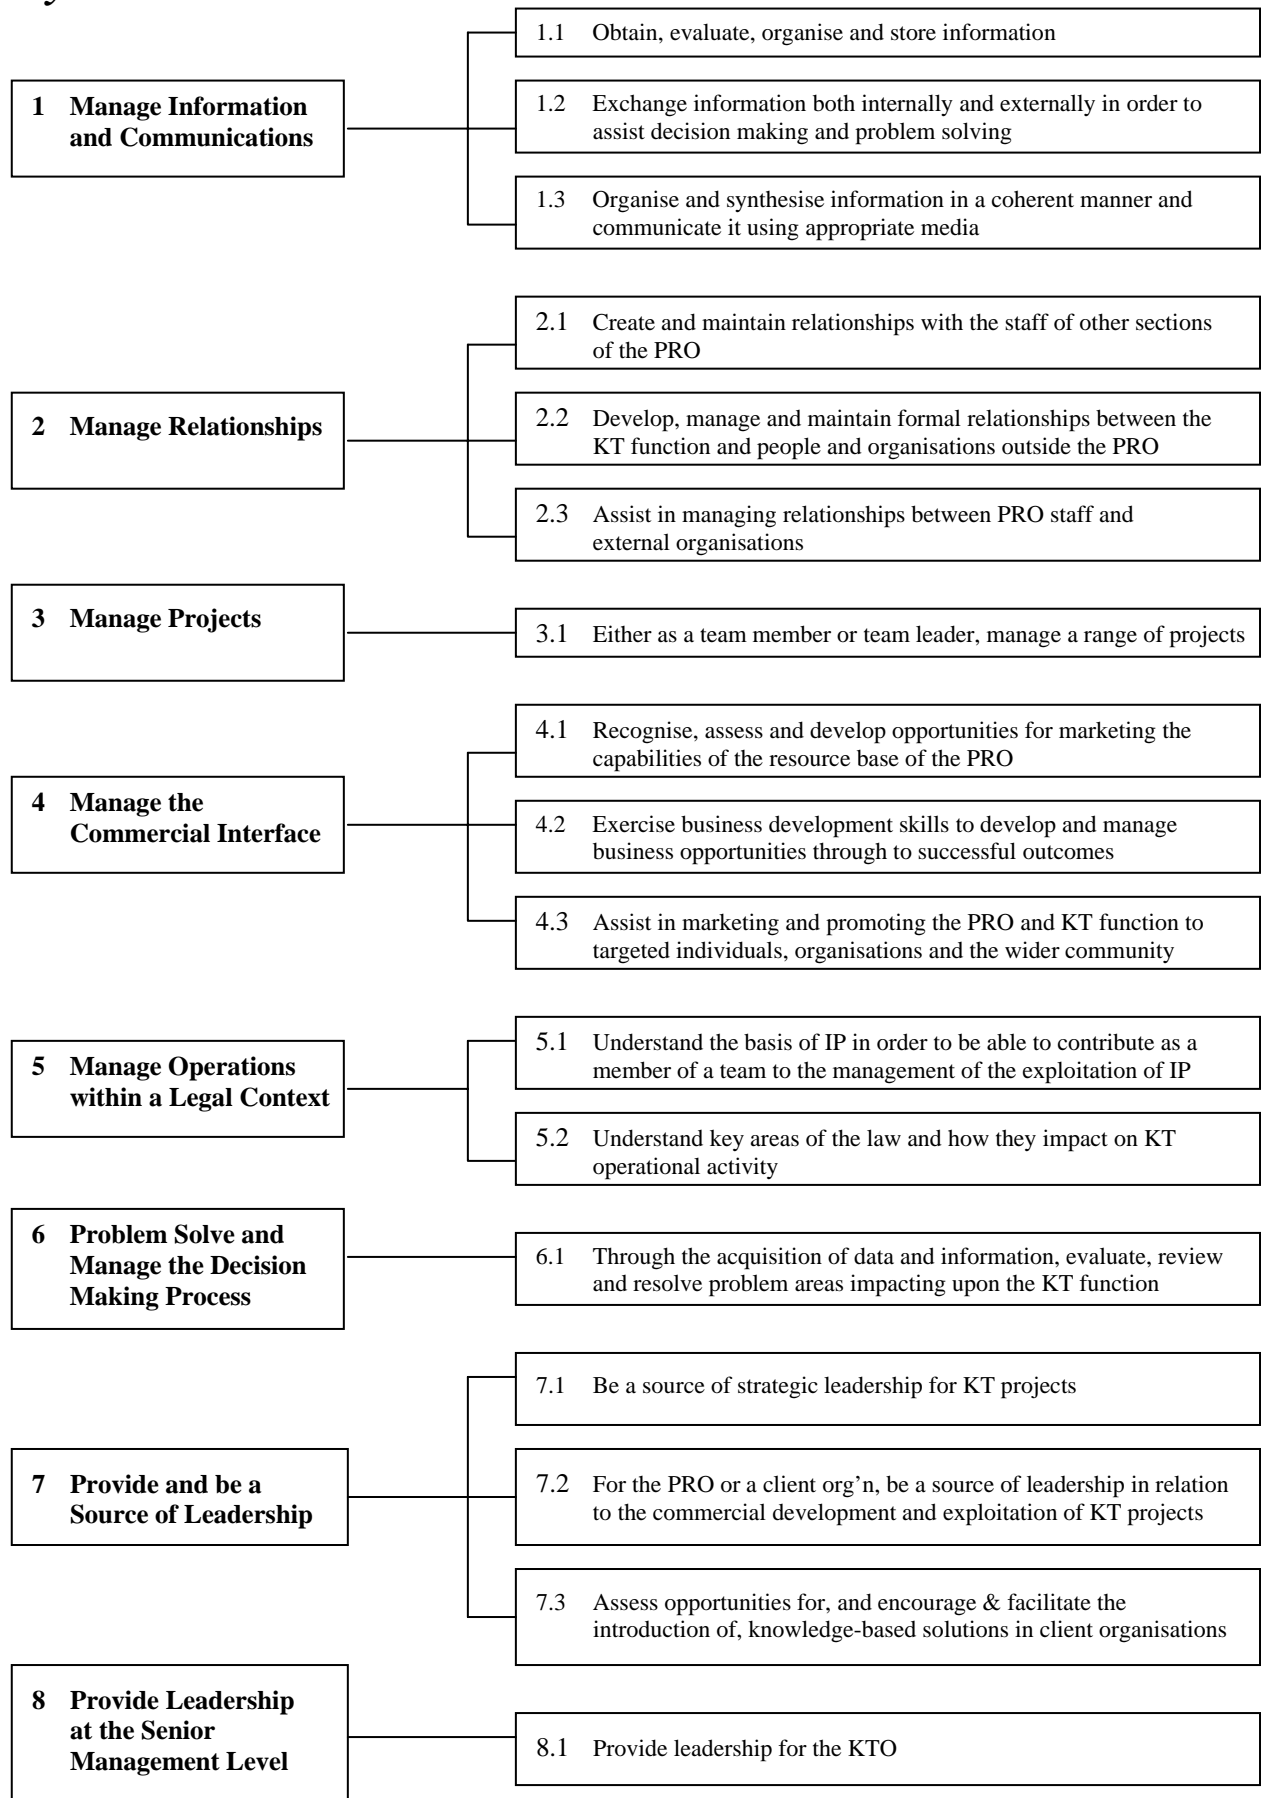 1.1 Obtain, evaluate, organise and store information
1 Manage Information
and Communications
1.2 Exchange information both internally and externally in order to
assist decision making and problem solving
1.3 Organise and synthesise information in a coherent manner and
communicate it using appropriate media
2.1 Create and maintain relationships with the staff of other sections
of the PRO
2 Manage Relationships
2.2 Develop, manage and maintain formal relationships between the
KT function and people and organisations outside the PRO
2.3 Assist in managing relationships between PRO staff and
external organisations
3 Manage Projects
3.1 Either as a team member or team leader, manage a range of projects
4.1 Recognise, assess and develop opportunities for marketing the
capabilities of the resource base of the PRO
4 Manage the
Commercial Interface
4.2 Exercise business development skills to develop and manage
business opportunities through to successful outcomes
4.3 Assist in marketing and promoting the PRO and KT function to
targeted individuals, organisations and the wider community
5 Manage Operations
within a Legal Context
5.1 Understand the basis of IP in order to be able to contribute as a
member of a team to the management of the exploitation of IP
5.2 Understand key areas of the law and how they impact on KT
operational activity
6 Problem Solve and
Manage the Decision
Making Process
6.1 Through the acquisition of data and information, evaluate, review
and resolve problem areas impacting upon the KT function
7.1 Be a source of strategic leadership for KT projects
7 Provide and be a
Source of Leadership
7.2 For the PRO or a client org’n, be a source of leadership in relation
to the commercial development and exploitation of KT projects
7.3 Assess opportunities for, and encourage & facilitate the
introduction of, knowledge-based solutions in client organisations
8 Provide Leadership
at the Senior
Management Level
8.1 Provide leadership for the KTO